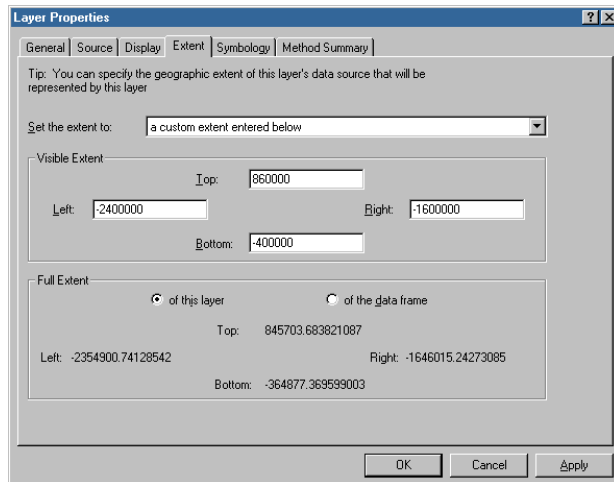 Layer Properties
General Source Display Extent Symbology Method Summary
Tip: You can specify the geographic extent of this layer's data source that will be
represented by this layer
Set the extent to: a custom extent entered below
Visible Extent
Top: 860000
Left: -2400000 Right: -1600000
Bottom: -400000
Full Extent
of this layer of the data frame
Top: 845703.683821087
Left: -2354900.74128542 Right: -1646015.24273085
Bottom: -364877.369599003
OK Cancel Apply